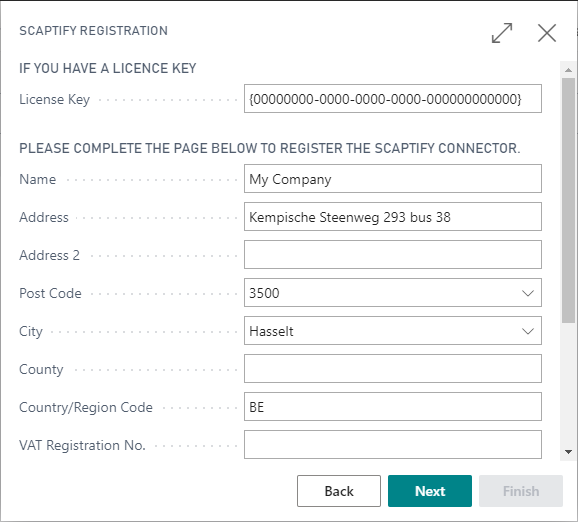 SCAPTIFY REGISTRATION
IF YOU HAVE A LICENCE KEY
License Key {00000000-0000-0000-0000-000000000000}
PLEASE COMPLETE THE PAGE BELOW TO REGISTER THE SCAPTIFY CONNECTOR.
Name My Company
Address Kempische Steenweg 293 bus 38
Address 2
Post Code 3500
City Hasselt
County
Country/Region Code BE
VAT Registration No.
Back Next Finish